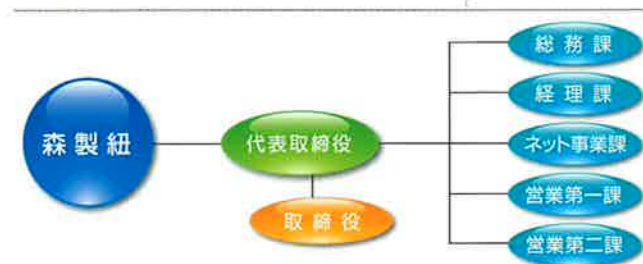 森製紐
代表取締役
取締役
総務課
経理課
ネット事業課
営業第一課
営業第二課